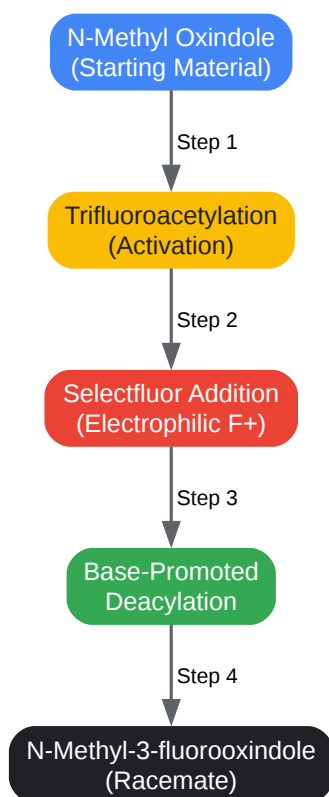 N-Methyl Oxindole
(Starting Material)
Step 1
Trifluoroacetylation
(Activation)
Step 2
Selectfluor Addition
(Electrophilic F+)
Step 3
Base-Promoted
Deacylation
Step 4
N-Methyl-3-fluorooxindole
(Racemate)